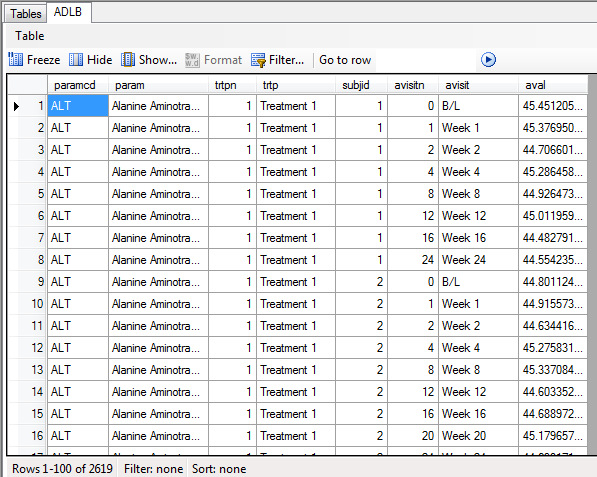 Tables ADLB
Table
Freeze Hide Show... Format Filter... Go to row
paramcd param trtpn trtp subjid avisitn avisit aval
1 ALT Alanine Aminotra... 1 Treatment 1 1 0 B/L 45.451205...
2 ALT Alanine Aminotra... 1 Treatment 1 1 1 Week 1 45.376950...
3 ALT Alanine Aminotra... 1 Treatment 1 1 2 Week 2 44.706601...
4 ALT Alanine Aminotra... 1 Treatment 1 1 4 Week 4 45.286458...
5 ALT Alanine Aminotra... 1 Treatment 1 1 8 Week 8 44.926473...
6 ALT Alanine Aminotra... 1 Treatment 1 1 12 Week 12 45.011959...
7 ALT Alanine Aminotra... 1 Treatment 1 1 16 Week 16 44.482791...
8 ALT Alanine Aminotra... 1 Treatment 1 1 24 Week 24 44.554235...
9 ALT Alanine Aminotra... 1 Treatment 1 2 0 B/L 44.801124...
10 ALT Alanine Aminotra... 1 Treatment 1 2 1 Week 1 44.915573...
11 ALT Alanine Aminotra... 1 Treatment 1 2 2 Week 2 44.634416...
12 ALT Alanine Aminotra... 1 Treatment 1 2 4 Week 4 45.275831...
13 ALT Alanine Aminotra... 1 Treatment 1 2 8 Week 8 45.337084...
14 ALT Alanine Aminotra... 1 Treatment 1 2 12 Week 12 44.603352...
15 ALT Alanine Aminotra... 1 Treatment 1 2 16 Week 16 44.688972...
16 ALT Alanine Aminotra... 1 Treatment 1 2 20 Week 20 45.179657...
Rows 1-100 of 2619 Filter: none Sort: none